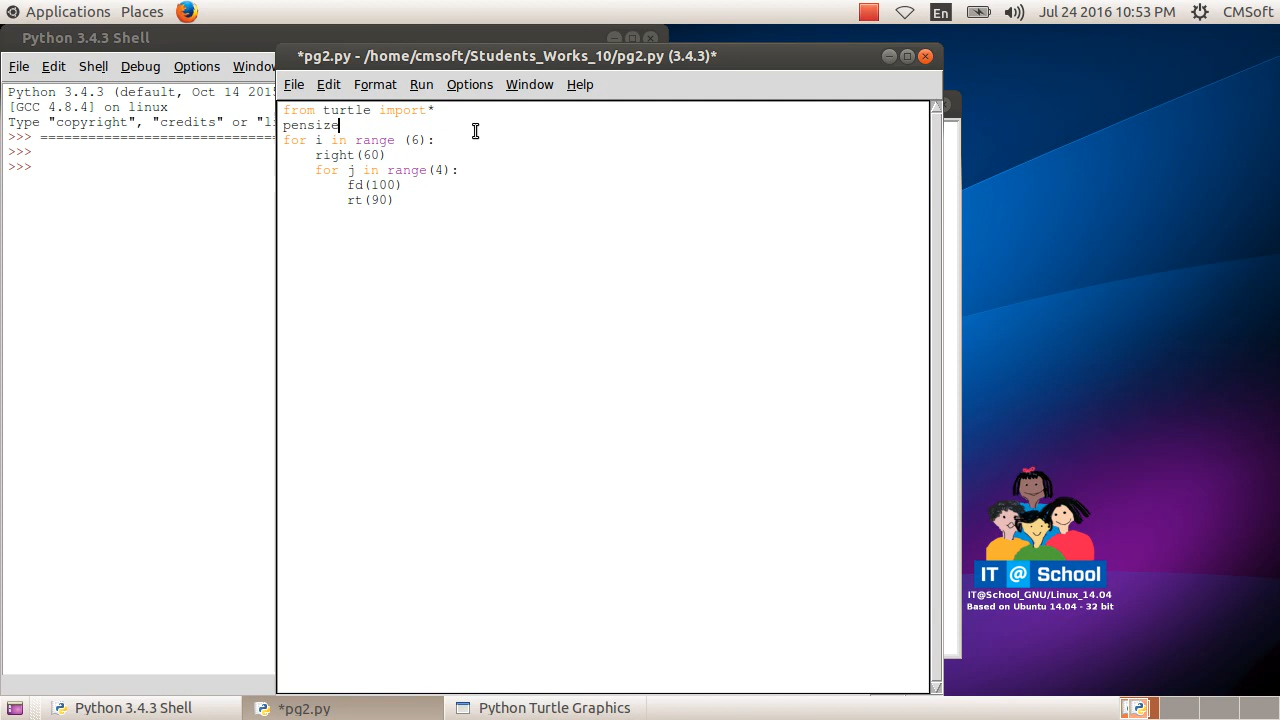 Applications Places En Jul 24 2016 10:53 PM CMSoft
Python 3.4.3 Shell
File Edit Shell Debug Options Window
Python 3.4.3 (default, Oct 14 2015
[GCC 4.8.4] on linux
Type "copyright", "credits" or "l
>>> ==============================
>>>
>>>
*pg2.py - /home/cmsoft/Students_Works_10/pg2.py (3.4.3)*
File Edit Format Run Options Window Help
from turtle import*
pensize
for i in range (6):
    right(60)
    for j in range(4):
        fd(100)
        rt(90)
IT @ School
IT@School_GNU/Linux_14.04
Based on Ubuntu 14.04 - 32 bit
Python 3.4.3 Shell *pg2.py Python Turtle Graphics